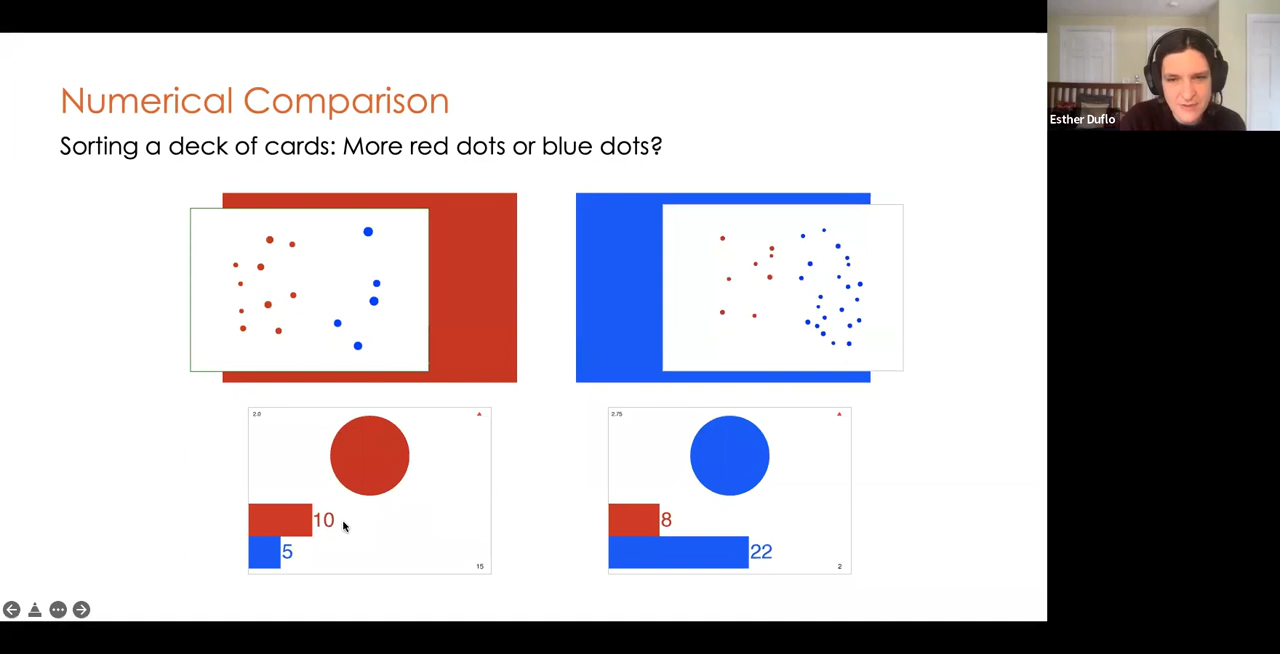 Numerical Comparison
Sorting a deck of cards: More red dots or blue dots?
2.0
10
5
15
2.75
8
22
2
Esther Duflo